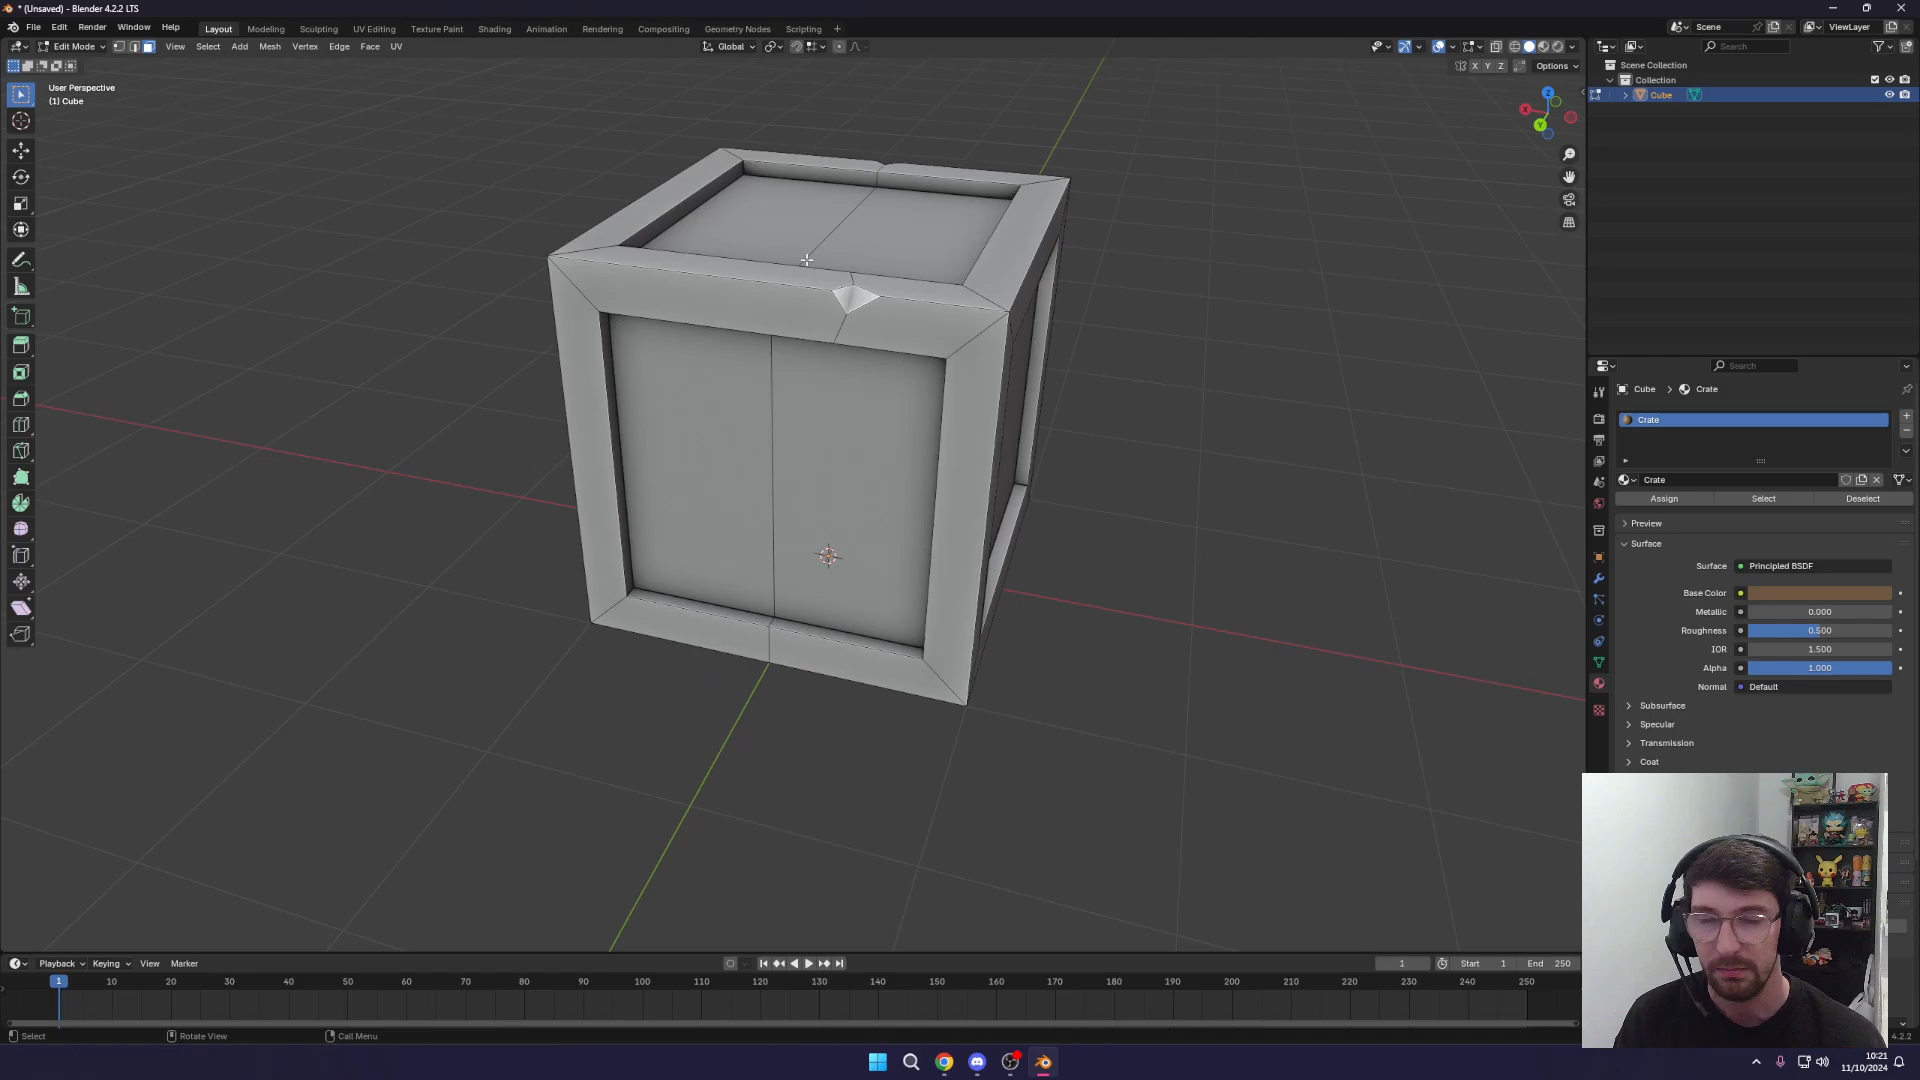 * (Unsaved) - Blender 4.2.2 LTS
File Edit Render Window Help Layout Modeling Sculpting UV Editing Texture Paint Shading Animation Rendering Compositing Geometry Nodes Scripting + Scene ViewLayer
Edit Mode View Select Add Mesh Vertex Edge Face UV Global Search
X Y Z Options
User Perspective
(1) Cube
Z
X
Y
Scene Collection
Collection
Cube
Search
Cube > Crate
Crate
Crate
Assign Select Deselect
Preview
Surface
Surface Principled BSDF
Base Color
Metallic 0.000
Roughness 0.500
IOR 1.500
Alpha 1.000
Normal Default
Subsurface
Specular
Transmission
Coat
Playback Keying View Marker 1 Start 1 End 250
1 10 20 30 40 50 60 70 80 90 100 110 120 130 140 150 160 170 180 190 200 210 220 230 240 250
Select Rotate View Call Menu 4.2.2
10:21
11/10/2024